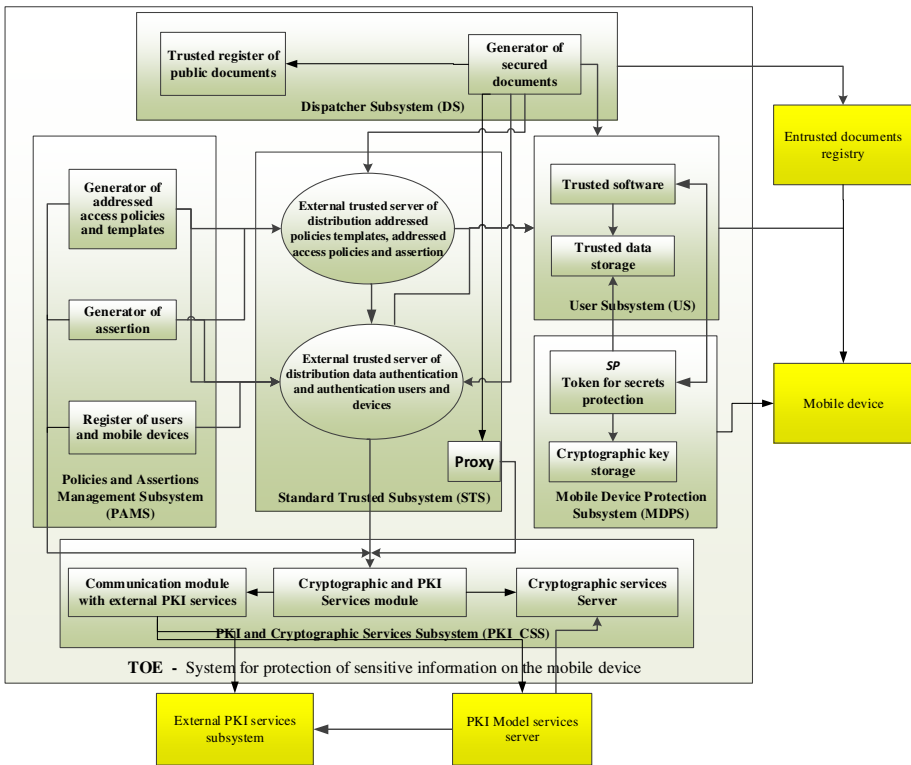 Trusted register of
public documents
Generator of
secured
documents
Dispatcher Subsystem (DS)
Entrusted documents
registry
Generator of
addressed
access policies
and templates
Generator of
assertion
Register of users
and mobile devices
Policies and Assertions
Management Subsystem
(PAMS)
External trusted server of
distribution addressed
policies templates, addressed
access policies and assertion
External trusted server of
distribution data authentication
and authentication users and
devices
Proxy
Standard Trusted Subsystem (STS)
Trusted software
Trusted data
storage
User Subsystem (US)
SP
Token for secrets
protection
Cryptographic key
storage
Mobile Device Protection
Subsystem (MDPS)
Mobile device
Communication module
with external PKI services
Cryptographic and PKI
Services module
Cryptographic services
Server
PKI and Cryptographic Services Subsystem (PKI_CSS)
TOE - System for protection of sensitive information on the mobile device
External PKI services
subsystem
PKI Model services
server